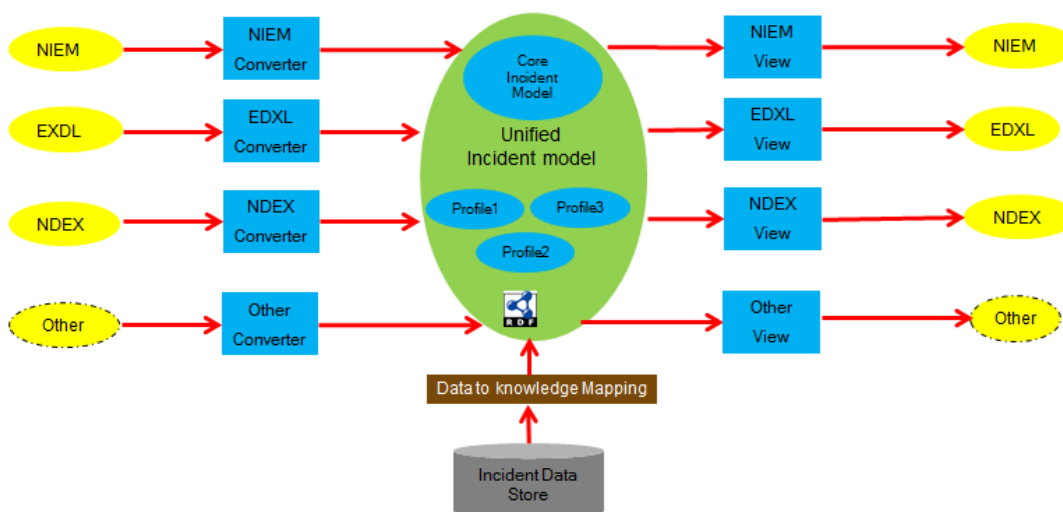 NIEM
NIEM
Converter
Core
Incident
Model
NIEM
View
NIEM
EXDL
EDXL
Converter
Unified
Incident model
EDXL
View
EDXL
NDEX
NDEX
Converter
Profile1
Profile3
Profile2
NDEX
View
NDEX
Other
Other
Converter
RDF
Other
View
Other
Data to knowledge Mapping
Incident Data
Store